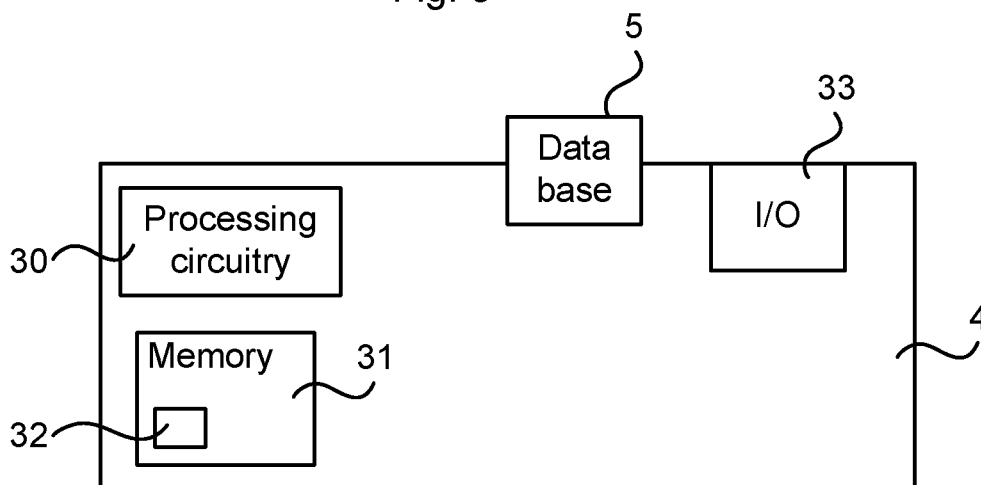 5
33
Data
base
I/O
Processing
circuitry
30
4
Memory
31
32